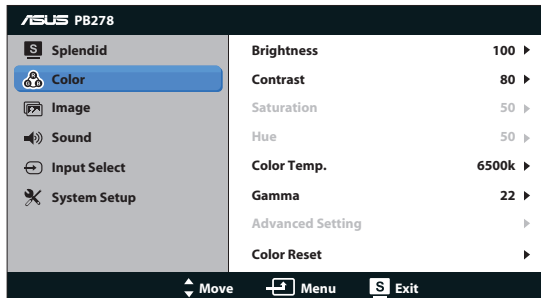 ASUS PB278
S Splendid
Color
Image
Sound
Input Select
System Setup
Brightness 100
Contrast 80
Saturation 50
Hue 50
Color Temp. 6500k
Gamma 22
Advanced Setting
Color Reset
Move Menu S Exit